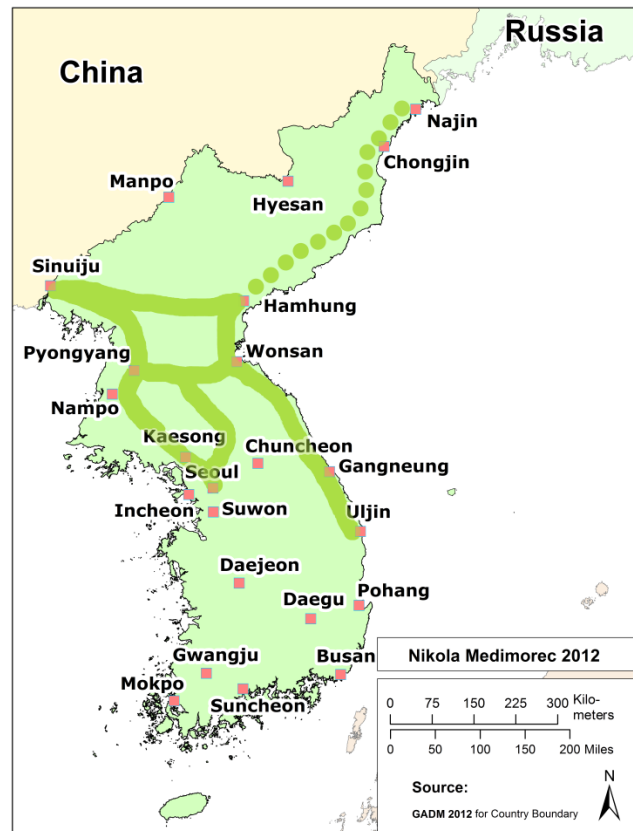 Russia
China
Najin
Chongjin
Manpo
Hyesan
Sinuiju
Hamhung
Pyongyang
Wonsan
Nampo
Kaesong
Chuncheon
Seoul
Gangneung
Incheon
Suwon
Uljin
Daejeon
Daegu
Pohang
Gwangju
Busan
Mokpo
Suncheon
Nikola Medimorec 2012
0 75 150 225 300 Kilo-
meters
0 50 100 150 200 Miles
Source:
N
GADM 2012 for Country Boundary